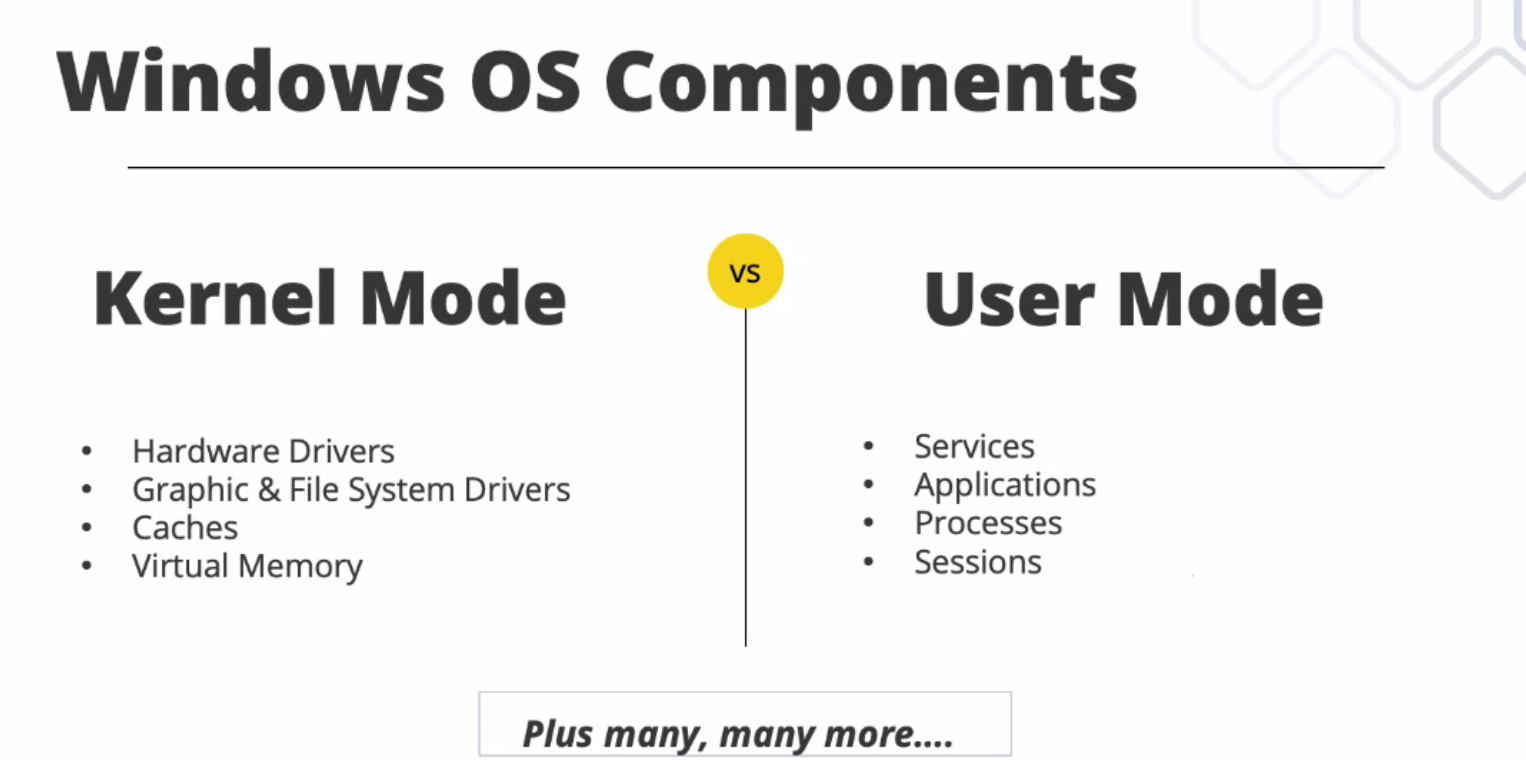 Windows OS Components
Kernel Mode
vs
User Mode
• Hardware Drivers
• Graphic & File System Drivers
• Caches
• Virtual Memory
• Services
• Applications
• Processes
• Sessions
Plus many, many more....